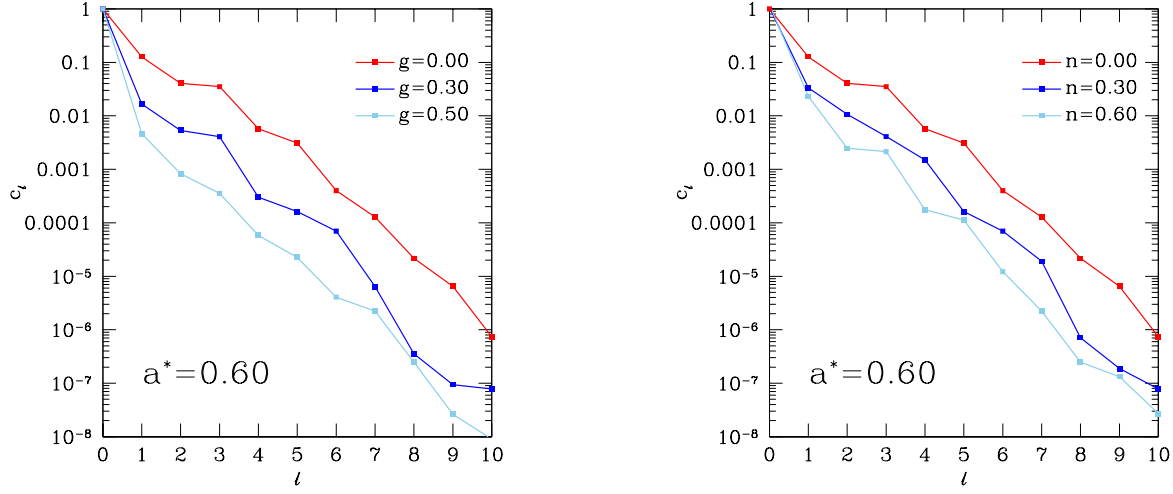 1
0.1
0.01
0.001
0.0001
10⁻⁵
10⁻⁶
10⁻⁷
10⁻⁸
c_l
g=0.00
g=0.30
g=0.50
a*=0.60
0 1 2 3 4 5 6 7 8 9 10
l
1
0.1
0.01
0.001
0.0001
10⁻⁵
10⁻⁶
10⁻⁷
10⁻⁸
c_l
n=0.00
n=0.30
n=0.60
a*=0.60
0 1 2 3 4 5 6 7 8 9 10
l